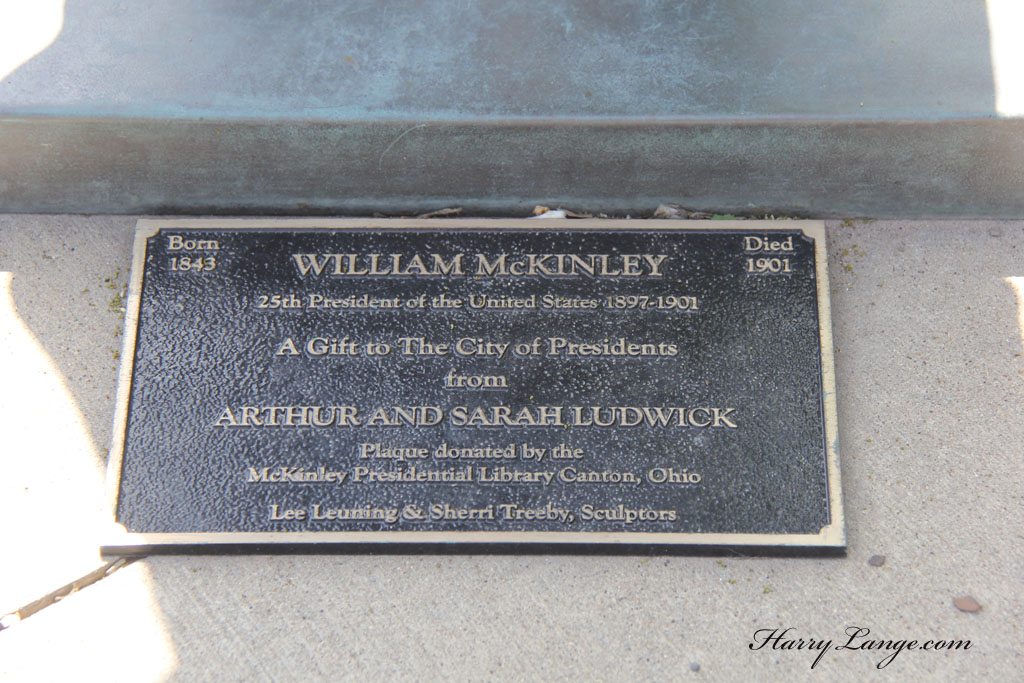 Born
1843
WILLIAM McKINLEY
Died
1901
25th President of the United States 1897-1901
A Gift to The City of Presidents
from
ARTHUR AND SARAH LUDWICK
Plaque donated by the
McKinley Presidential Library Canton, Ohio
Lee Leuning & Sherri Treeby, Sculptors
Harry Lange.com